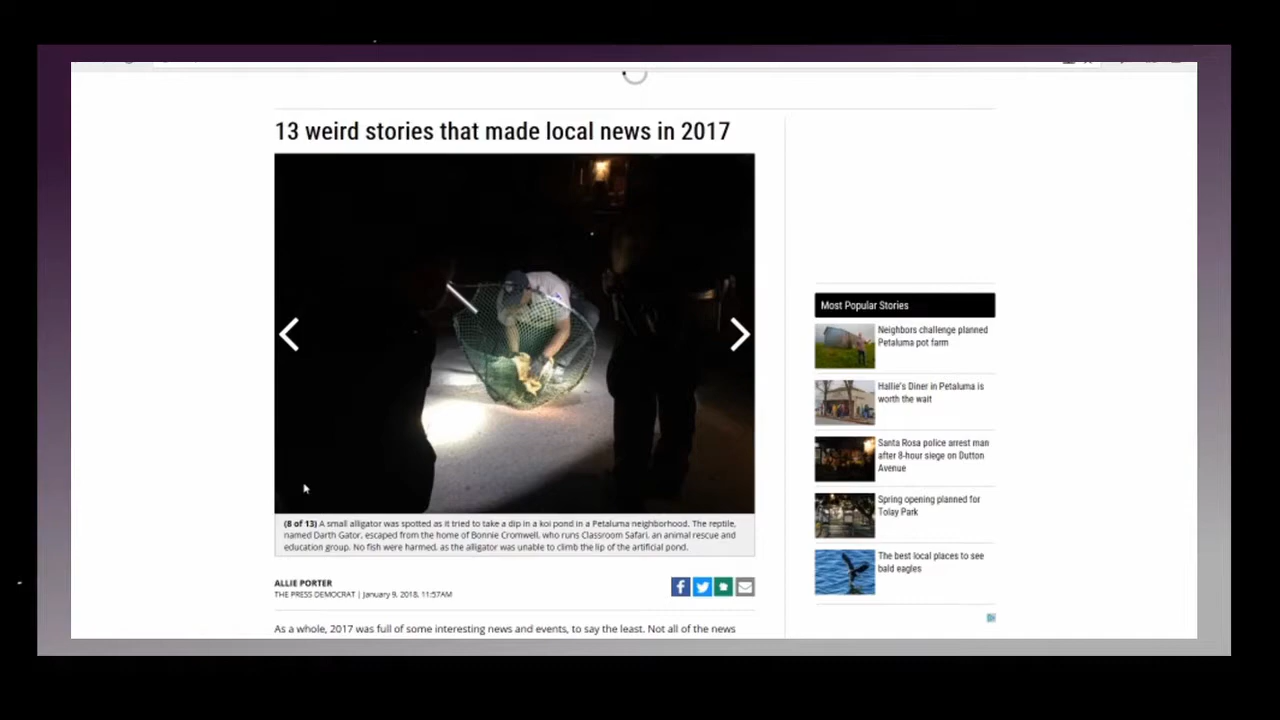 13 weird stories that made local news in 2017
(8 of 13) A small alligator was spotted as it tried to take a dip in a koi pond in a Petaluma neighborhood. The reptile,
named Darth Gator, escaped from the home of Bonnie Cromwell, who runs Classroom Safari, an animal rescue and
education group. No fish were harmed, as the alligator was unable to climb the lip of the artificial pond.
ALLIE PORTER
THE PRESS DEMOCRAT | January 9, 2018, 11:57AM
As a whole, 2017 was full of some interesting news and events, to say the least. Not all of the news
Most Popular Stories
Neighbors challenge planned
Petaluma pot farm
Hallie's Diner in Petaluma is
worth the wait
Santa Rosa police arrest man
after 8-hour siege on Dutton
Avenue
Spring opening planned for
Tolay Park
The best local places to see
bald eagles